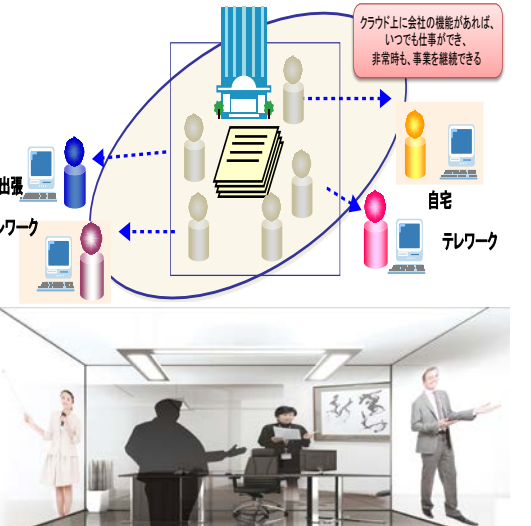 クラウド上に会社の機能があれば、
いつでも仕事ができ、
非常時も、事業を継続できる
出張
自宅
レワーク
テレワーク